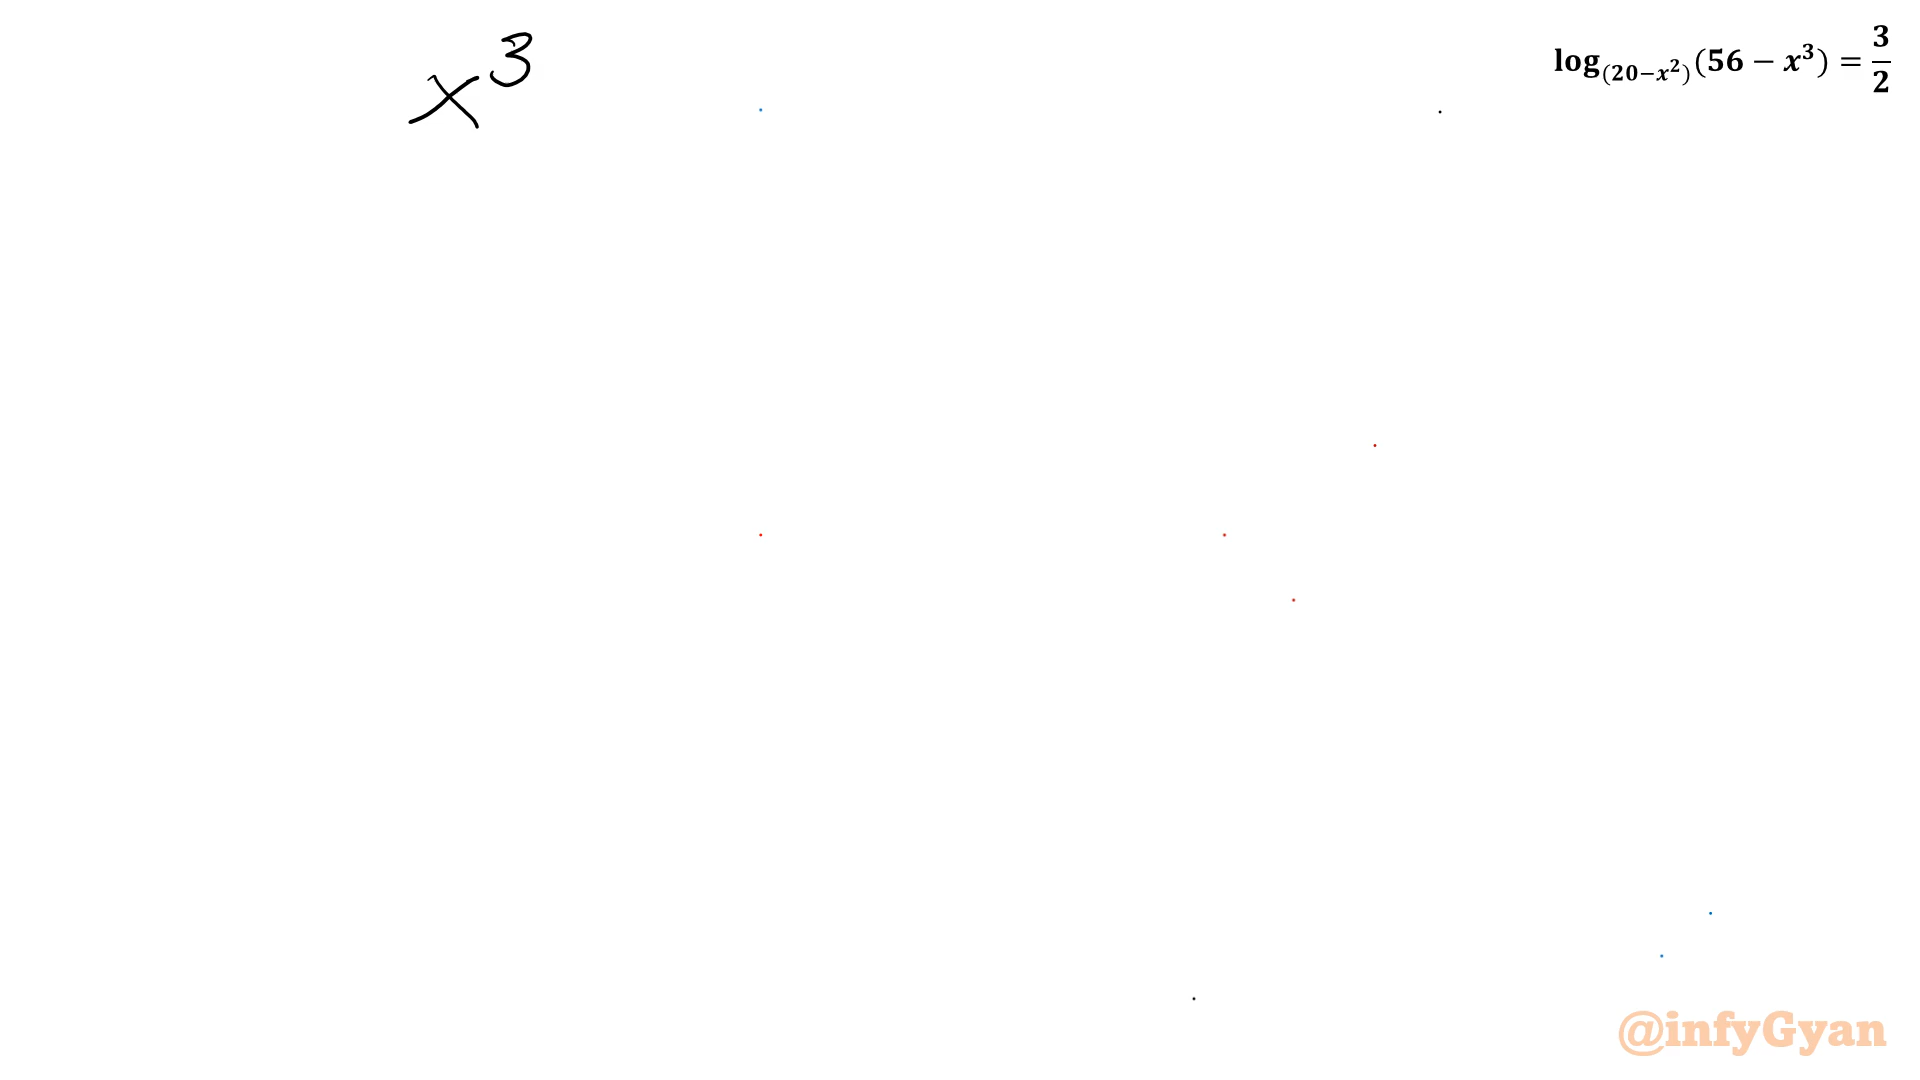 x³
log₍₂₀₋ₓ²₎(56 − x³) = 3/2
@infyGyan